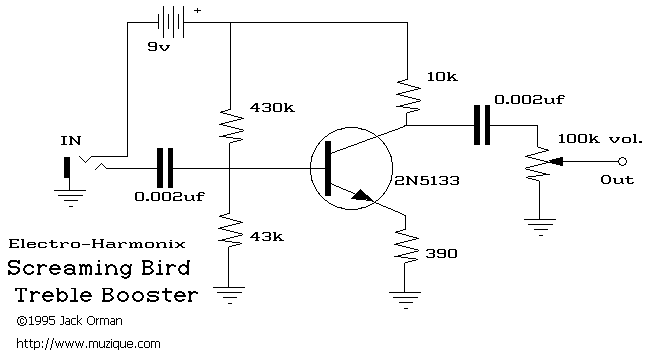 +
9v
10k
0.002uf
430k
IN
100k vol.
0.002uf
2N5133
Out
43k
390
Electro-Harmonix
Screaming Bird
Treble Booster
©1995 Jack Orman
http://www.muzique.com